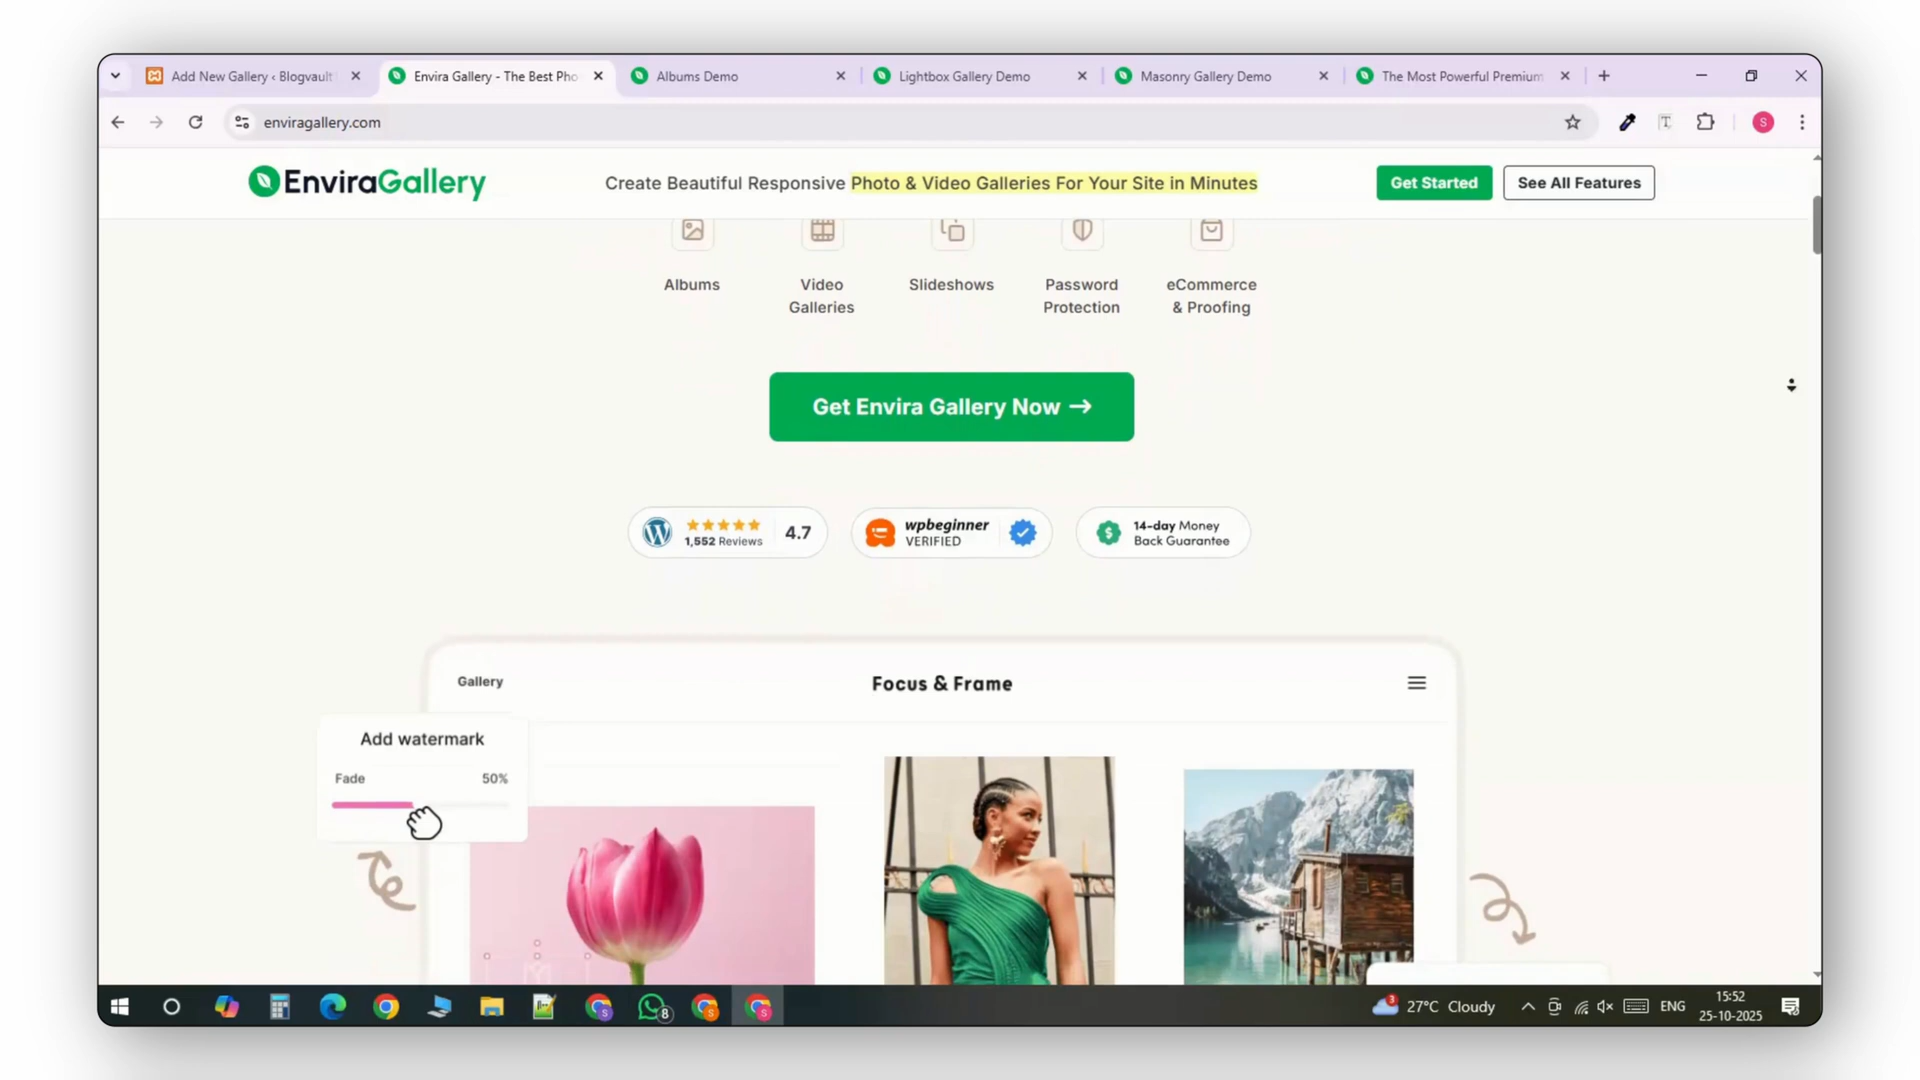 Add New Gallery ‹ Blogvault
Envira Gallery - The Best Pho
Albums Demo
Lightbox Gallery Demo
Masonry Gallery Demo
The Most Powerful Premium
enviragallery.com
S
EnviraGallery
Create Beautiful Responsive Photo & Video Galleries For Your Site in Minutes
Get Started
See All Features
Albums
Video
Galleries
Slideshows
Password
Protection
eCommerce
& Proofing
Get Envira Gallery Now →
1,552 Reviews
4.7
wpbeginner
VERIFIED
14-day Money
Back Guarantee
Gallery
Focus & Frame
Add watermark
Fade
50%
8
3
27°C Cloudy
ENG
15:52
25-10-2025